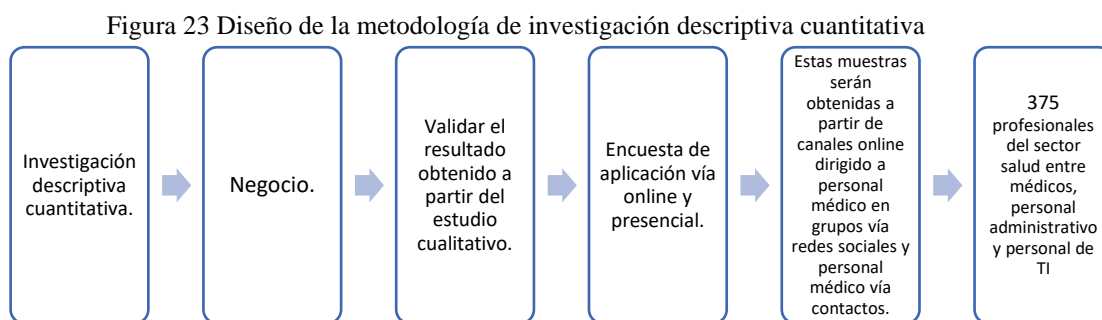 Figura 23 Diseño de la metodología de investigación descriptiva cuantitativa
Investigación
descriptiva
cuantitativa.
Negocio.
Validar el
resultado
obtenido a
partir del
estudio
cualitativo.
Encuesta de
aplicación vía
online y
presencial.
Estas muestras
serán
obtenidas a
partir de
canales online
dirigido a
personal
médico en
grupos vía
redes sociales y
personal
médico vía
contactos.
375
profesionales
del sector
salud entre
médicos,
personal
administrativo
y personal de
TI